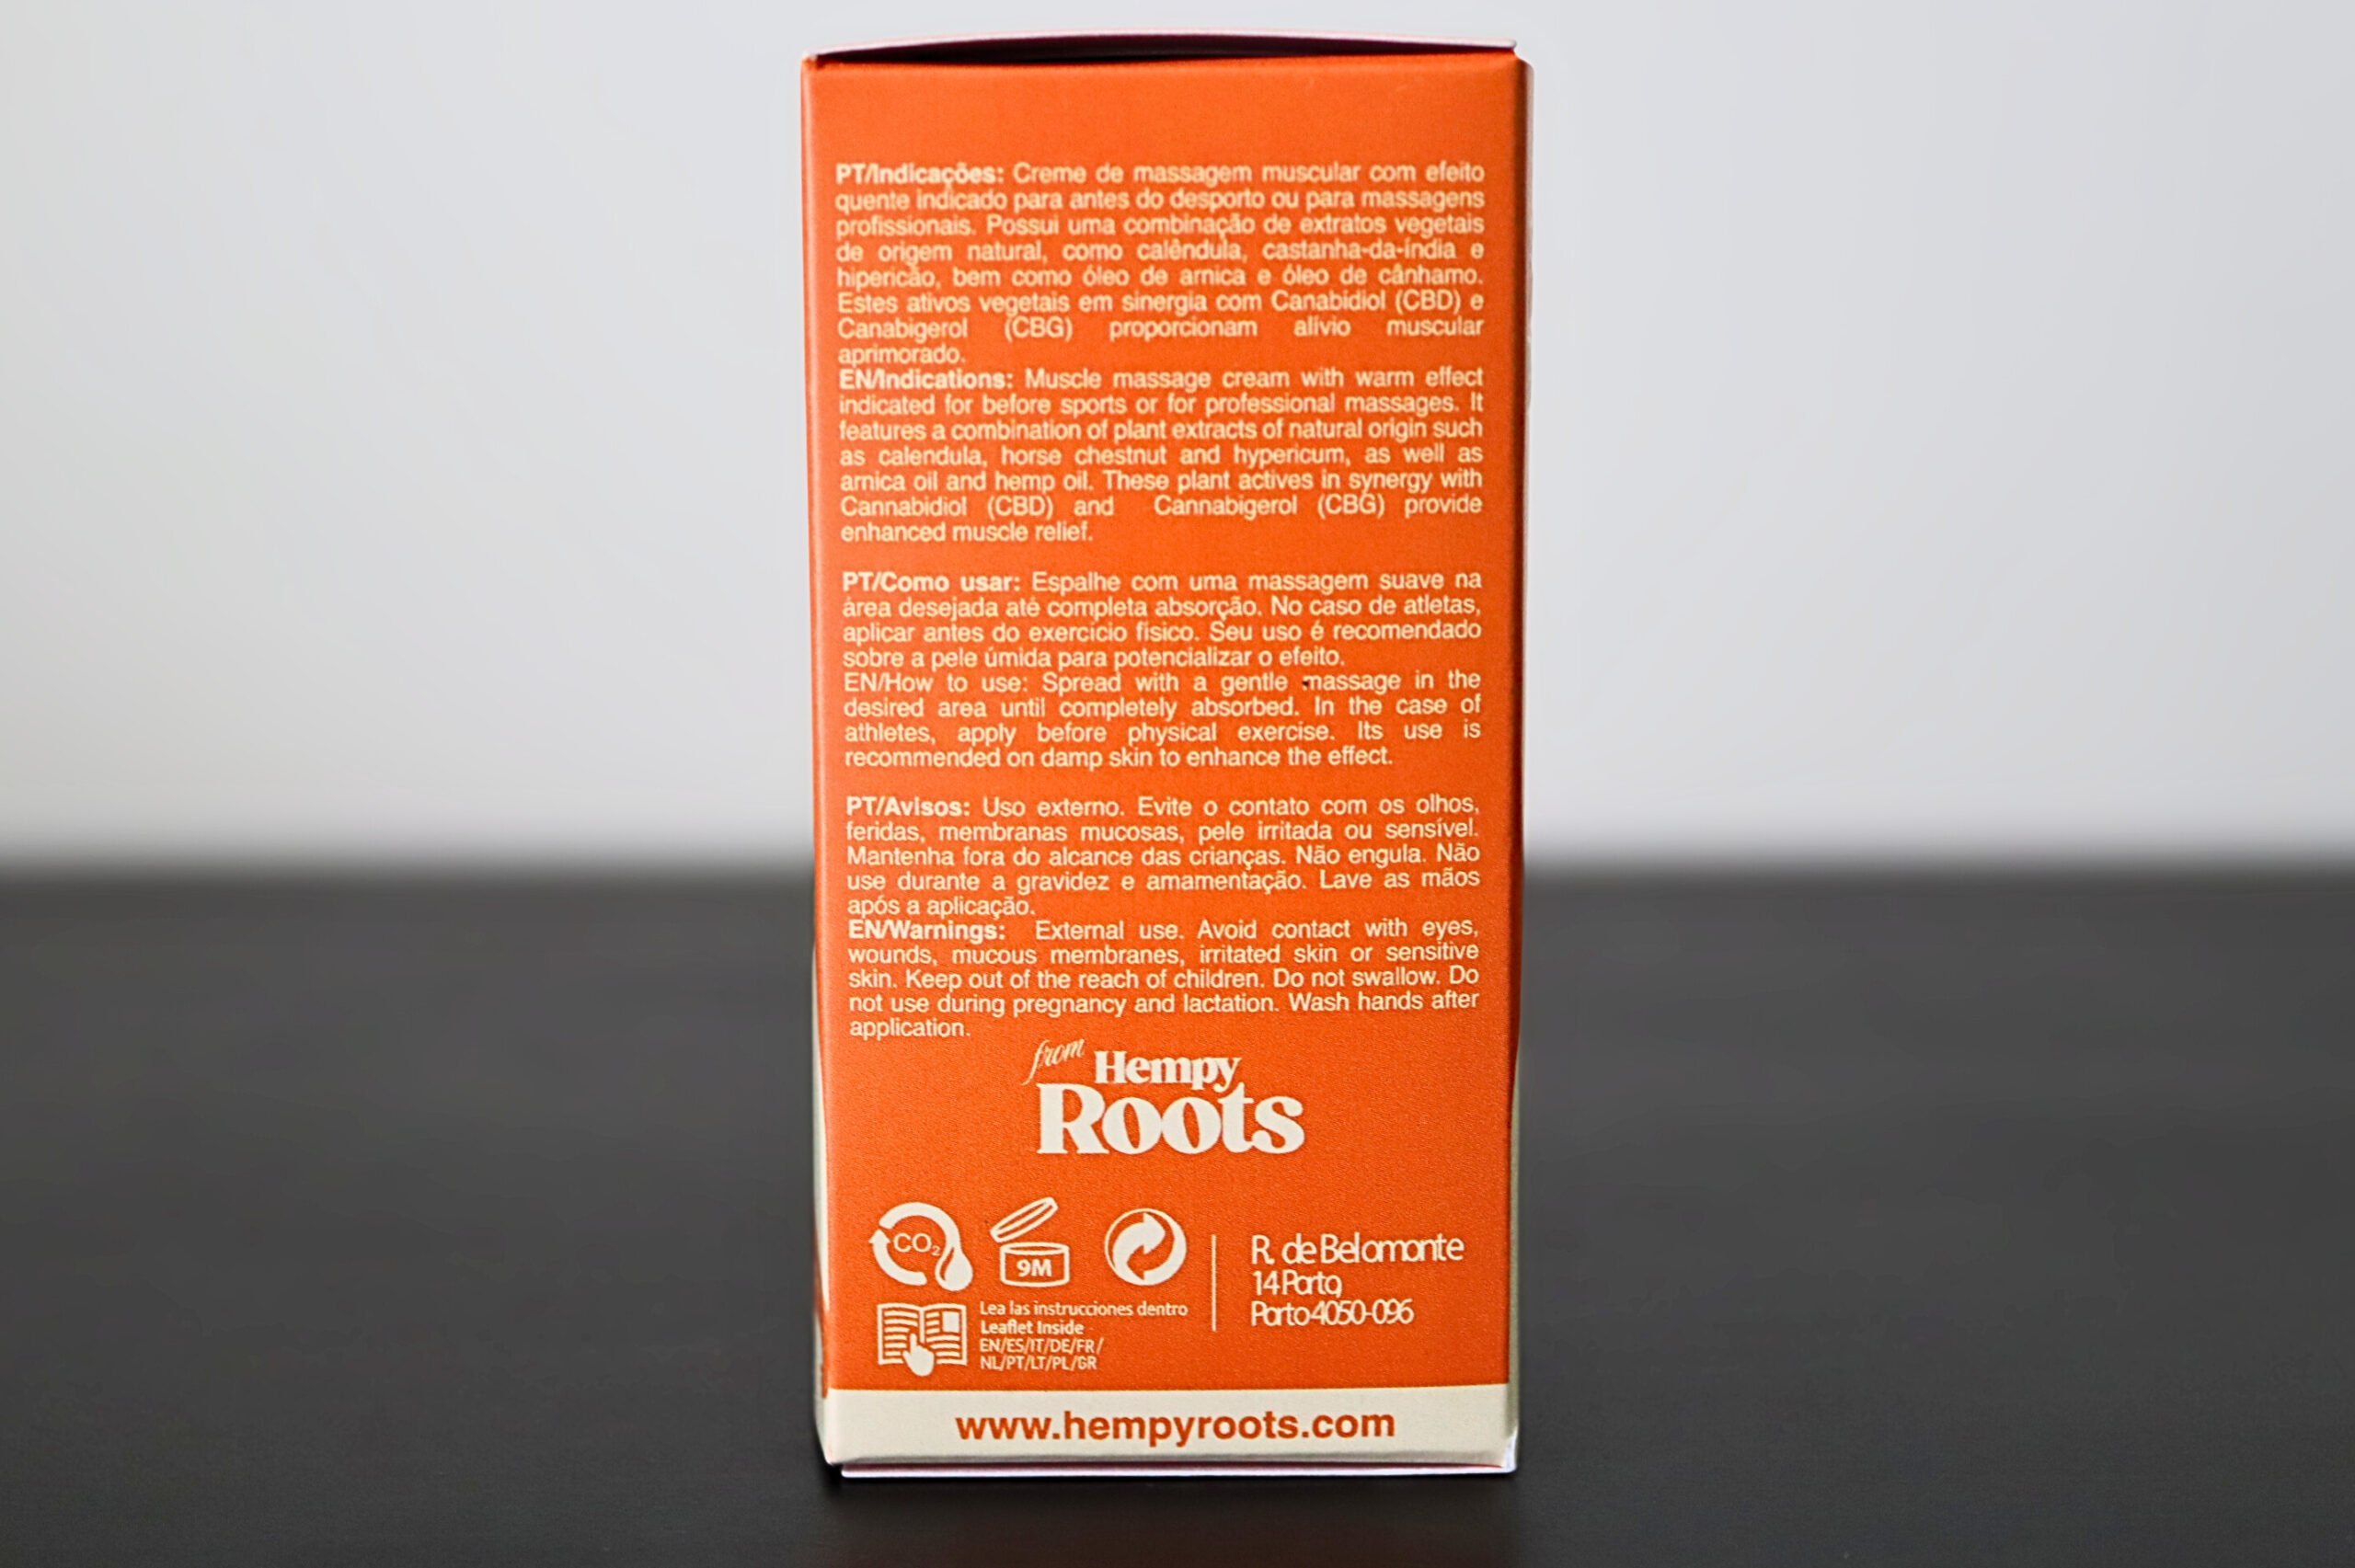 PT/Indicações: Creme de massagem muscular com efeito
quente indicado para antes do desporto ou para massagens
profissionais. Possui uma combinação de extratos vegetais
de origem natural, como calêndula, castanha-da-índia e
hipericão, bem como óleo de arnica e óleo de cânhamo.
Estes ativos vegetais em sinergia com Canabidiol (CBD) e
Canabigerol (CBG) proporcionam alívio muscular
aprimorado.
EN/Indications: Muscle massage cream with warm effect
indicated for before sports or for professional massages. It
features a combination of plant extracts of natural origin such
as calendula, horse chestnut and hypericum, as well as
arnica oil and hemp oil. These plant actives in synergy with
Cannabidiol (CBD) and Cannabigerol (CBG) provide
enhanced muscle relief.
PT/Como usar: Espalhe com uma massagem suave na
área desejada até completa absorção. No caso de atletas,
aplicar antes do exercício físico. Seu uso é recomendado
sobre a pele úmida para potencializar o efeito.
EN/How to use: Spread with a gentle massage in the
desired area until completely absorbed. In the case of
athletes, apply before physical exercise. Its use is
recommended on damp skin to enhance the effect.
PT/Avisos: Uso externo. Evite o contato com os olhos,
feridas, membranas mucosas, pele irritada ou sensível.
Mantenha fora do alcance das crianças. Não engula. Não
use durante a gravidez e amamentação. Lave as mãos
após a aplicação.
EN/Warnings: External use. Avoid contact with eyes,
wounds, mucous membranes, irritated skin or sensitive
skin. Keep out of the reach of children. Do not swallow. Do
not use during pregnancy and lactation. Wash hands after
application.
from Hempy
Roots
CO₂
9M
R. de Belomonte
14 Porto,
Porto 4050-096
Lea las instrucciones dentro
Leaflet Inside
EN/ES/IT/DE/FR/
NL/PT/LT/PL/GR
www.hempyroots.com